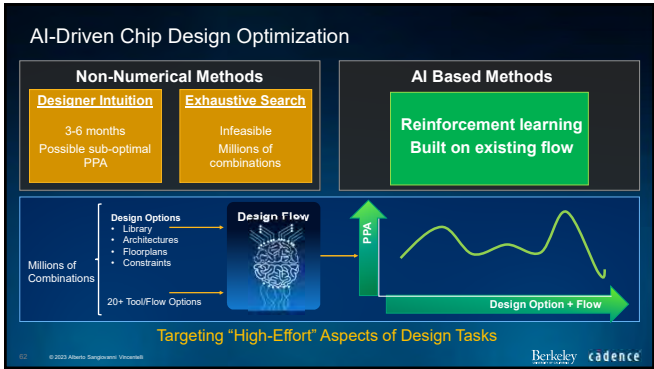 AI-Driven Chip Design Optimization
Non-Numerical Methods
Designer Intuition
3-6 months
Possible sub-optimal
PPA
Exhaustive Search
Infeasible
Millions of
combinations
AI Based Methods
Reinforcement learning
Built on existing flow
Millions of
Combinations
Design Options
• Library
• Architectures
• Floorplans
• Constraints
20+ Tool/Flow Options
Design Flow
PPA
Design Option + Flow
Targeting “High-Effort” Aspects of Design Tasks
62
© 2023 Alberto Sangiovanni Vincentelli
Berkeley
cadence